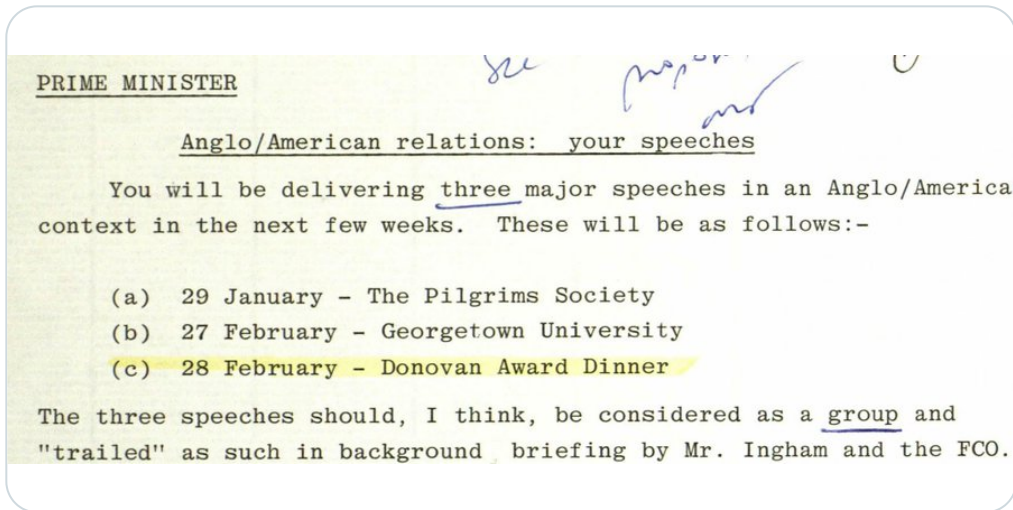 PRIME MINISTER
Anglo/American relations: your speeches
You will be delivering three major speeches in an Anglo/America
context in the next few weeks. These will be as follows:-
(a) 29 January - The Pilgrims Society
(b) 27 February - Georgetown University
(c) 28 February - Donovan Award Dinner
The three speeches should, I think, be considered as a group and
"trailed" as such in background briefing by Mr. Ingham and the FCO.